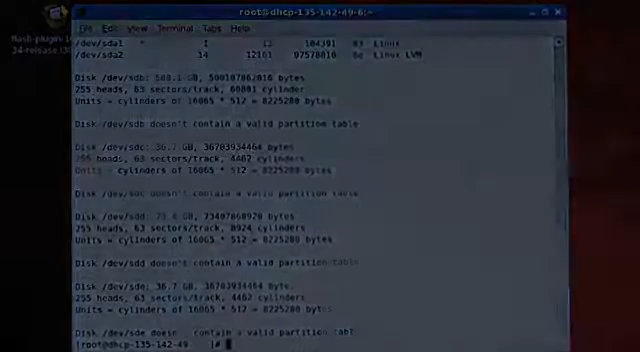 root@dhcp-135-142-49-6:~
File Edit View Terminal Tabs Help
flash-plugin-10
/dev/sda1 * 1 13 104391 83 Linux
/dev/sda2 14 12161 97578810 8e Linux LVM
Disk /dev/sdb: 500.1 GB, 500107862016 bytes
255 heads, 63 sectors/track, 60801 cylinder
Units = cylinders of 16065 * 512 = 8225280 bytes
Disk /dev/sdb doesn't contain a valid partition table
Disk /dev/sdc: 36.7 GB, 36703934464 bytes
255 heads, 63 sectors/track, 4462 cylinders
Units = cylinders of 16065 * 512 = 8225280 bytes
Disk /dev/sdc doesn't contain a valid partition table
Disk /dev/sdd: 73.4 GB, 73407868928 bytes
255 heads, 63 sectors/track, 8924 cylinders
Units = cylinders of 16065 * 512 = 8225280 bytes
Disk /dev/sdd doesn't contain a valid partition table
Disk /dev/sde: 36.7 GB, 36703934464 bytes
255 heads, 63 sectors/track, 4462 cylinders
Units = cylinders of 16065 * 512 = 8225280 bytes
Disk /dev/sde doesn contain a valid partition tabl
[root@dhcp-135-142-49 ]#